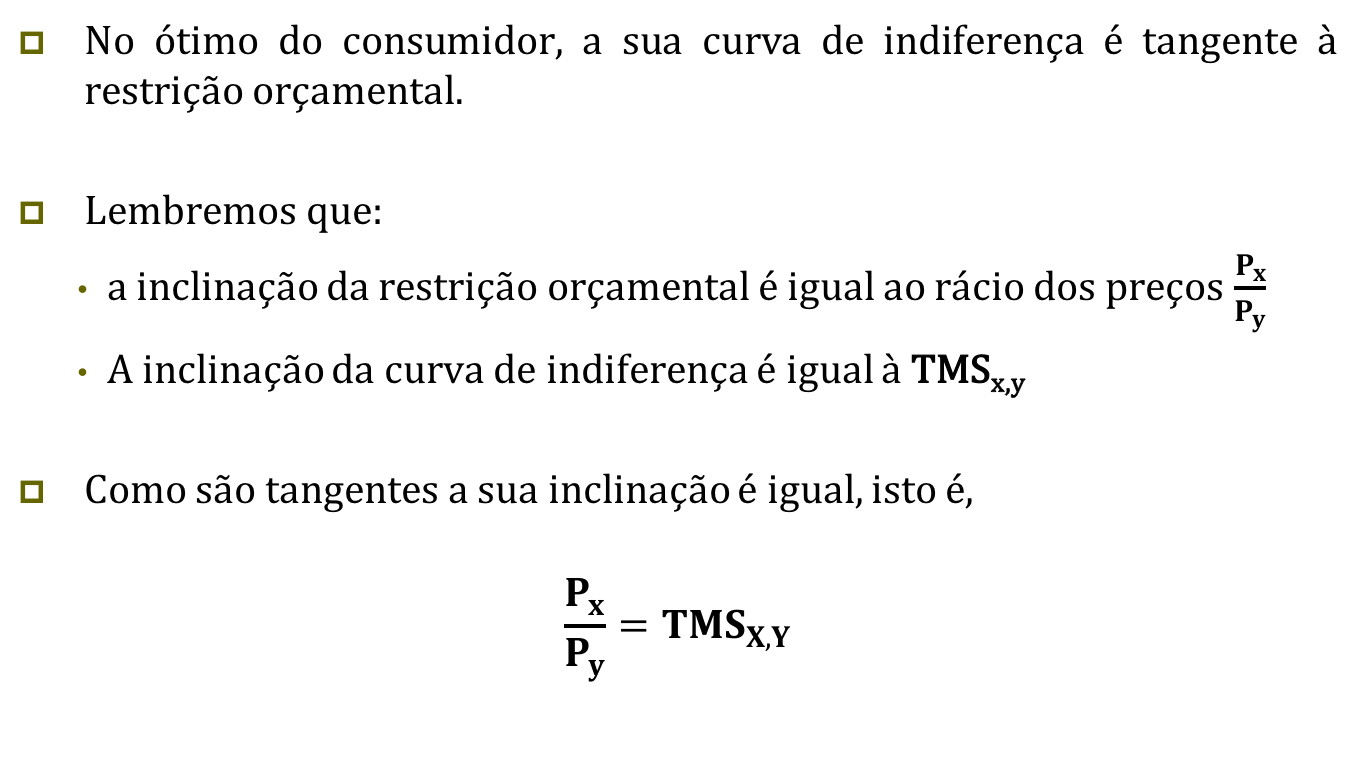 No ótimo do consumidor, a sua curva de indiferença é tangente à
restrição orçamental.
Lembremos que:
• a inclinação da restrição orçamental é igual ao rácio dos preços Pₓ/Pᵧ
• A inclinação da curva de indiferença é igual à TMSx,y
Como são tangentes a sua inclinação é igual, isto é,
Px/Py = TMSX,Y